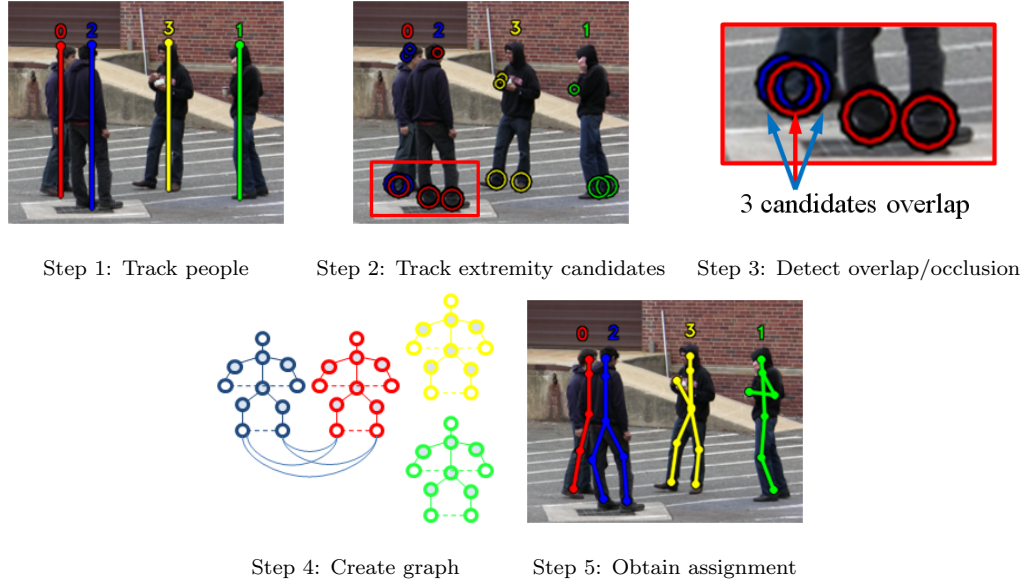 0 2 3 1
0 2 3 1
3 candidates overlap
Step 1: Track people
Step 2: Track extremity candidates
Step 3: Detect overlap/occlusion
0 2 3 1
Step 4: Create graph
Step 5: Obtain assignment